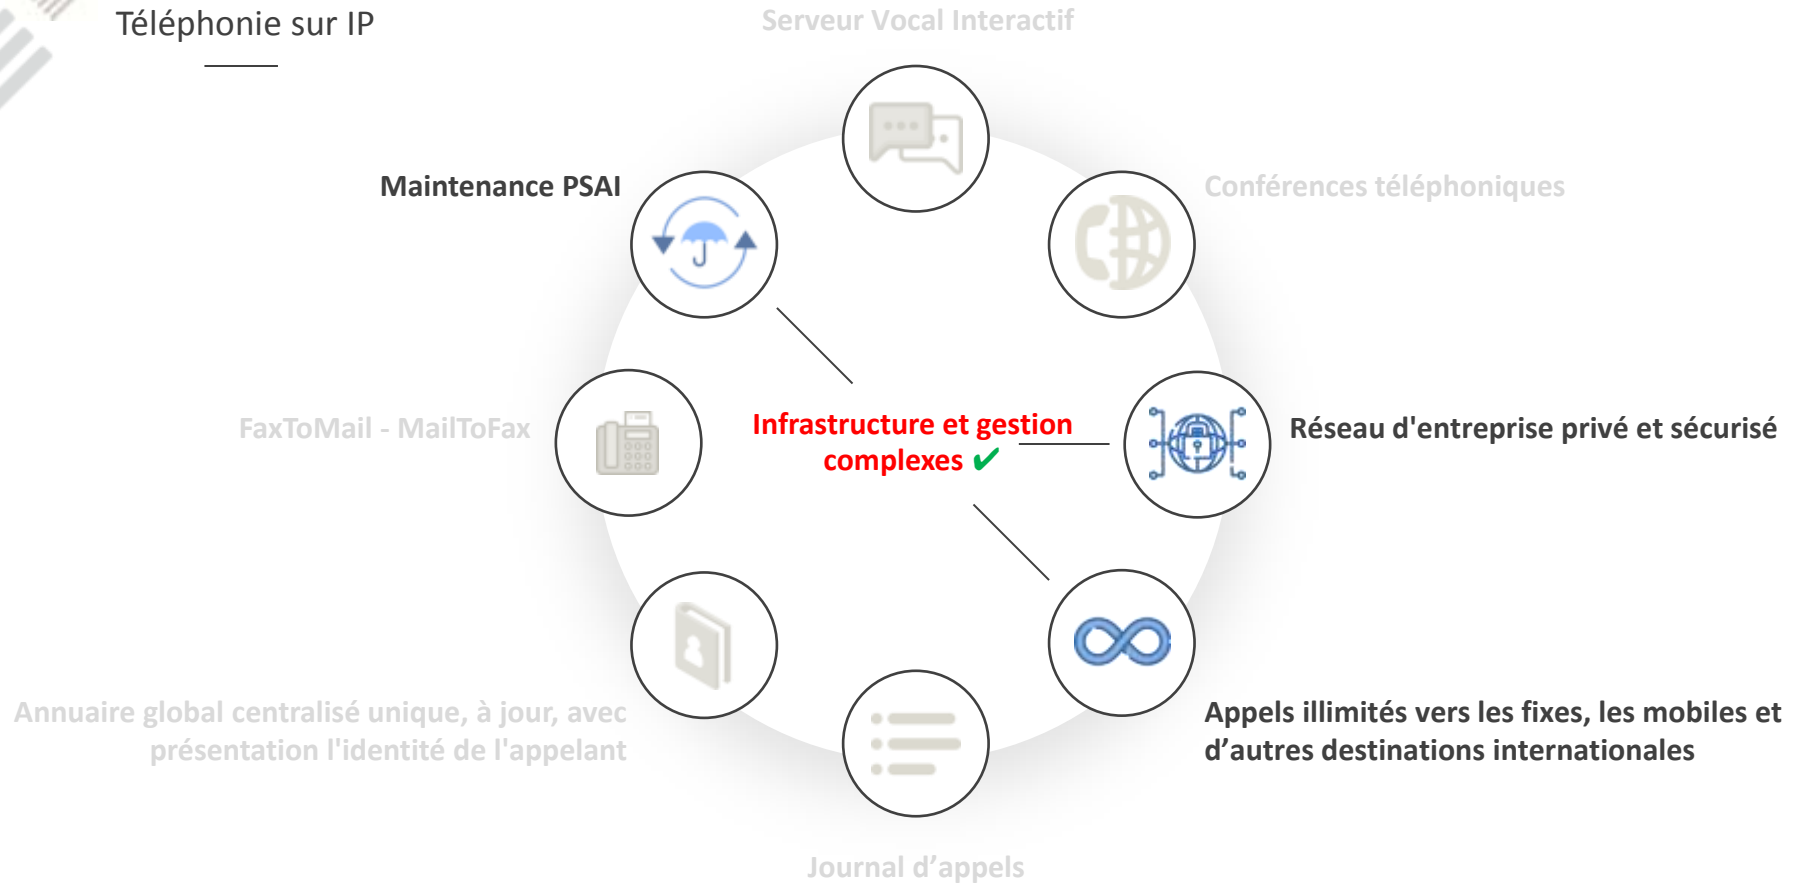 Téléphonie sur IP
Serveur Vocal Interactif
Maintenance PSAI
Conférences téléphoniques
FaxToMail - MailToFax
Infrastructure et gestion
complexes ✔
Réseau d'entreprise privé et sécurisé
Annuaire global centralisé unique, à jour, avec
présentation l'identité de l'appelant
Appels illimités vers les fixes, les mobiles et
d’autres destinations internationales
Journal d’appels